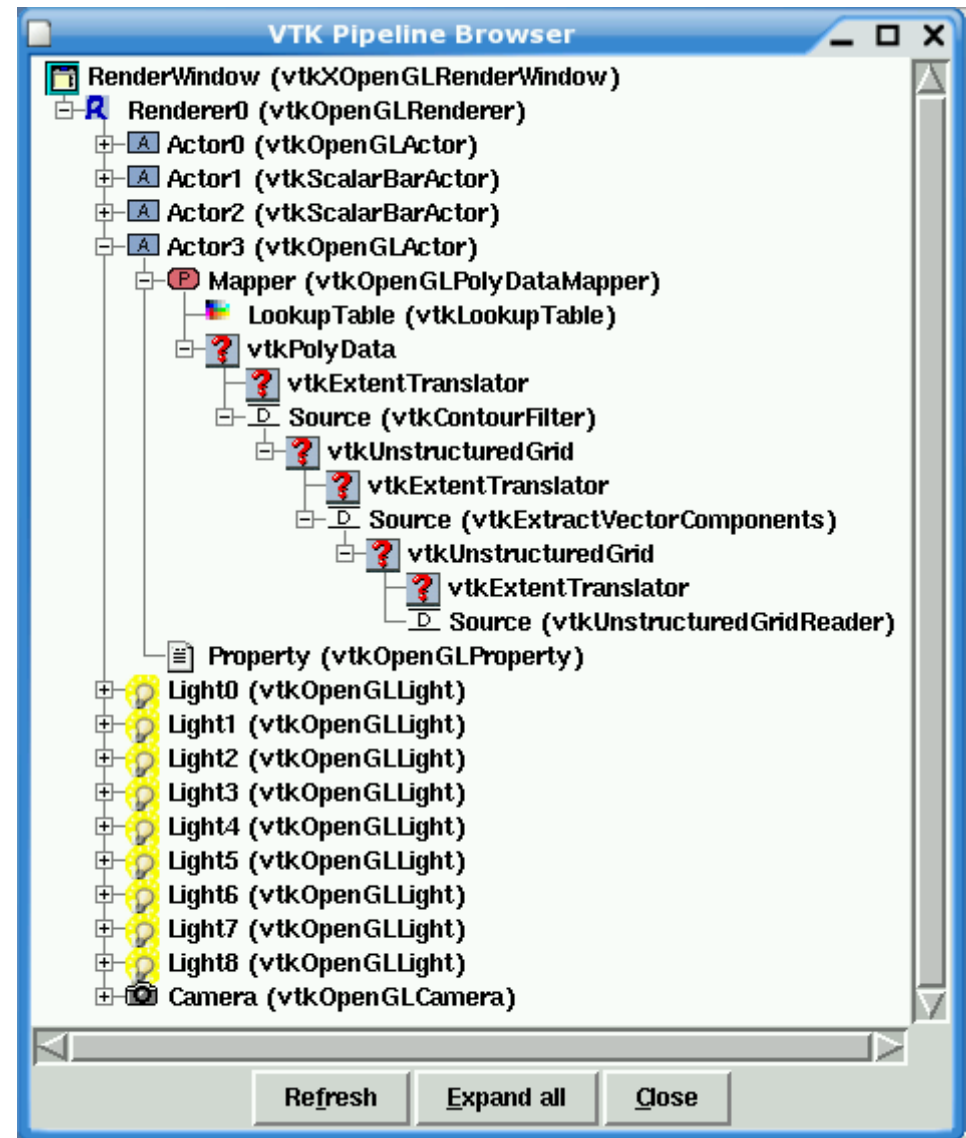 VTK Pipeline Browser
RenderWindow (vtkXOpenGLRenderWindow)
R Renderer0 (vtkOpenGLRenderer)
A Actor0 (vtkOpenGLActor)
A Actor1 (vtkScalarBarActor)
A Actor2 (vtkScalarBarActor)
A Actor3 (vtkOpenGLActor)
P Mapper (vtkOpenGLPolyDataMapper)
LookupTable (vtkLookupTable)
? vtkPolyData
? vtkExtentTranslator
D Source (vtkContourFilter)
? vtkUnstructuredGrid
? vtkExtentTranslator
D Source (vtkExtractVectorComponents)
? vtkUnstructuredGrid
? vtkExtentTranslator
D Source (vtkUnstructuredGridReader)
Property (vtkOpenGLProperty)
Light0 (vtkOpenGLLight)
Light1 (vtkOpenGLLight)
Light2 (vtkOpenGLLight)
Light3 (vtkOpenGLLight)
Light4 (vtkOpenGLLight)
Light5 (vtkOpenGLLight)
Light6 (vtkOpenGLLight)
Light7 (vtkOpenGLLight)
Light8 (vtkOpenGLLight)
Camera (vtkOpenGLCamera)
Refresh Expand all Close